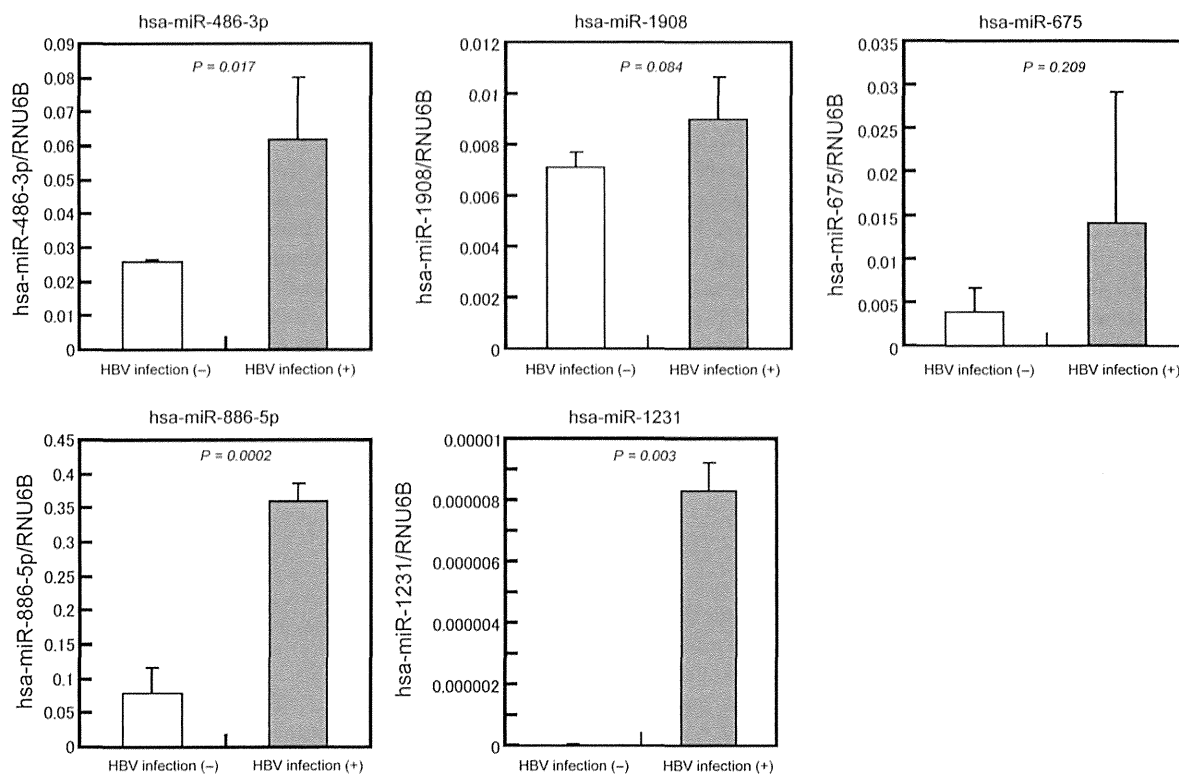 hsa-miR-486-3p
hsa-miR-486-3p/RNU6B
0.09
0.08
0.07
0.06
0.05
0.04
0.03
0.02
0.01
0
P = 0.017
HBV infection (–)
HBV infection (+)
hsa-miR-1908
hsa-miR-1908/RNU6B
0.012
0.01
0.008
0.006
0.004
0.002
0
P = 0.084
HBV infection (–)
HBV infection (+)
hsa-miR-675
hsa-miR-675/RNU6B
0.035
0.03
0.025
0.02
0.015
0.01
0.005
0
P = 0.209
HBV infection (–)
HBV infection (+)
hsa-miR-886-5p
hsa-miR-886-5p/RNU6B
0.45
0.4
0.35
0.3
0.25
0.2
0.15
0.1
0.05
0
P = 0.0002
HBV infection (–)
HBV infection (+)
hsa-miR-1231
hsa-miR-1231/RNU6B
0.00001
0.000008
0.000006
0.000004
0.000002
0
P = 0.003
HBV infection (–)
HBV infection (+)